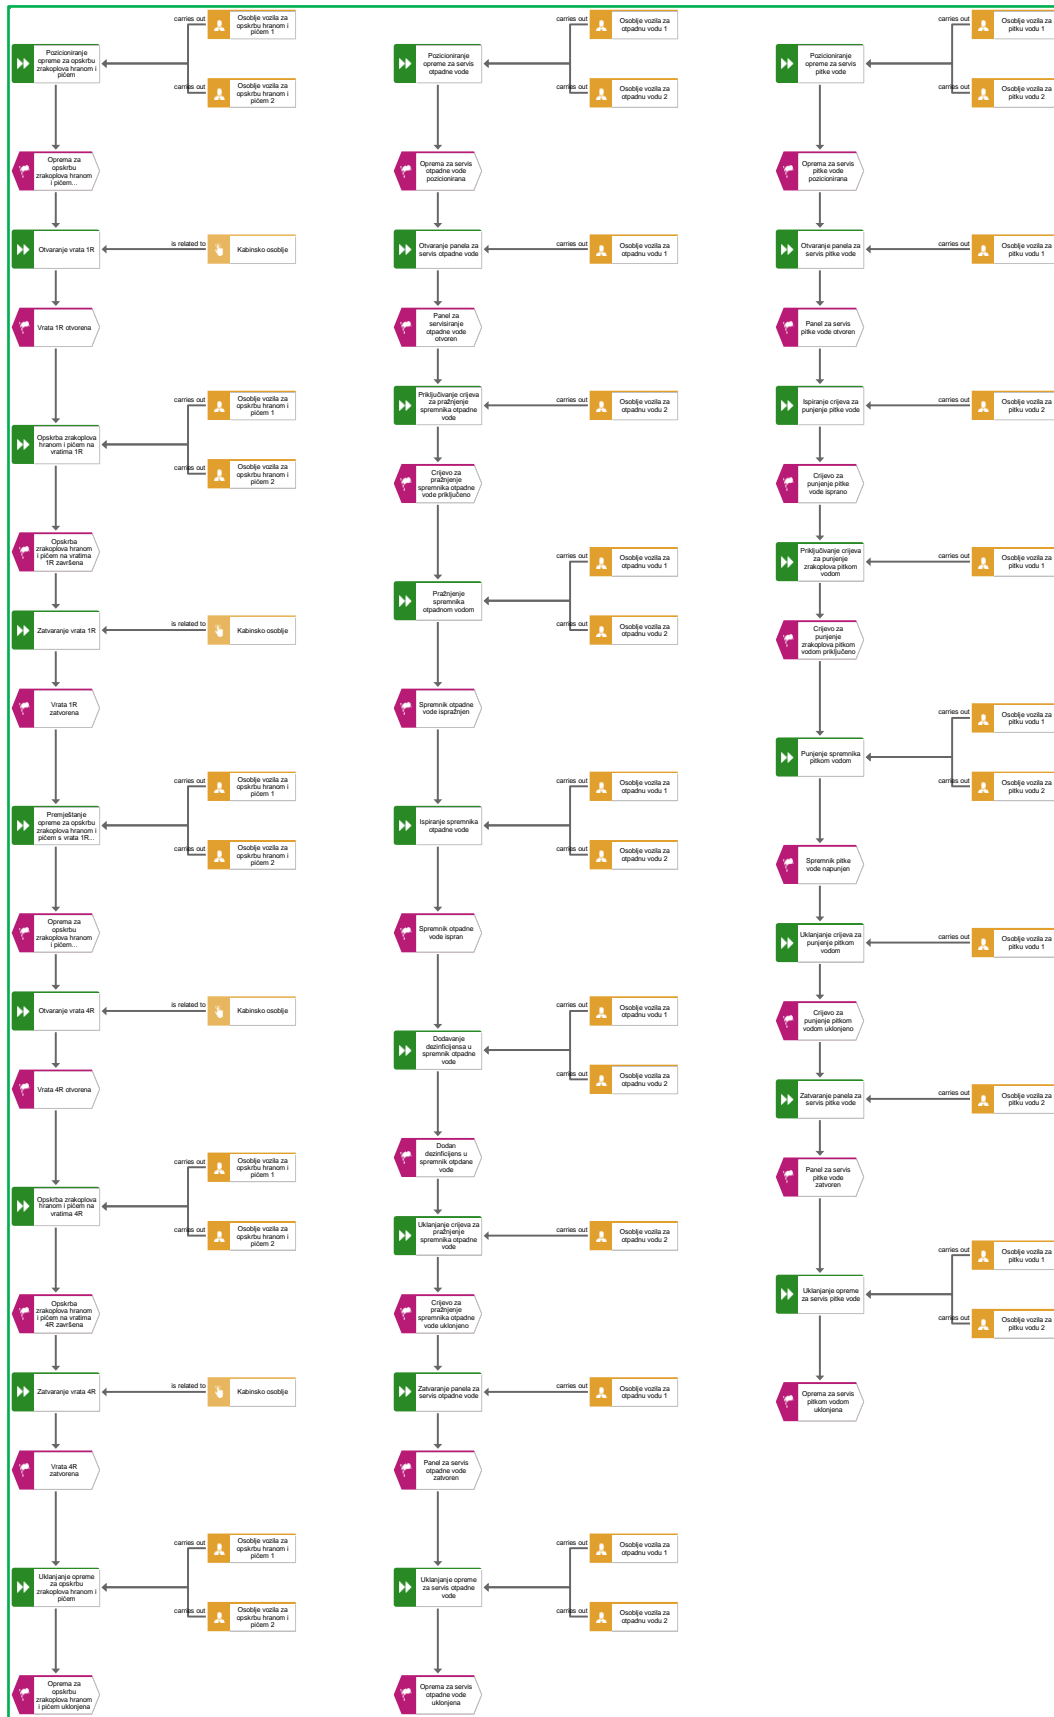 Pozicioniranje
opreme za opskrbu
zrakoplova hranom i
pićem
carries out
Osoblje vozila za
opskrbu hranom i
pićem 1
carries out
Osoblje vozila za
opskrbu hranom i
pićem 2
Oprema za
opskrbu
zrakoplova hranom
i pićem...
Otvaranje vrata 1R
is related to
Kabinsko osoblje
Vrata 1R otvorena
Opskrba zrakoplova
hranom i pićem na
vratima 1R
carries out
Osoblje vozila za
opskrbu hranom i
pićem 1
carries out
Osoblje vozila za
opskrbu hranom i
pićem 2
Opskrba
zrakoplova hranom
i pićem na vratima
1R završena
Zatvaranje vrata 1R
is related to
Kabinsko osoblje
Vrata 1R
zatvorena
Premještanje
opreme za opskrbu
zrakoplova hranom i
pićem s vrata 1R...
carries out
Osoblje vozila za
opskrbu hranom i
pićem 1
carries out
Osoblje vozila za
opskrbu hranom i
pićem 2
Oprema za
opskrbu
zrakoplova hranom
i pićem...
Otvaranje vrata 4R
is related to
Kabinsko osoblje
Vrata 4R otvorena
Opskrba zrakoplova
hranom i pićem na
vratima 4R
carries out
Osoblje vozila za
opskrbu hranom i
pićem 1
carries out
Osoblje vozila za
opskrbu hranom i
pićem 2
Opskrba
zrakoplova hranom
i pićem na vratima
4R završena
Zatvaranje vrata 4R
is related to
Kabinsko osoblje
Vrata 4R
zatvorena
Uklanjanje opreme
za opskrbu
zrakoplova hranom i
pićem
carries out
Osoblje vozila za
opskrbu hranom i
pićem 1
carries out
Osoblje vozila za
opskrbu hranom i
pićem 2
Oprema za
opskrbu
zrakoplova hranom
i pićem uklonjena
Pozicioniranje
opreme za servis
otpadne vode
carries out
Osoblje vozila za
otpadnu vodu 1
carries out
Osoblje vozila za
otpadnu vodu 2
Oprema za servis
otpadne vode
pozicionirana
Otvaranje panela za
servis otpadne vode
carries out
Osoblje vozila za
otpadnu vodu 1
Panel za
servisiranje
otpadne vode
otvoren
Priključivanje crijeva
za pražnjenje
spremnika otpadne
vode
carries out
Osoblje vozila za
otpadnu vodu 2
Crijevo za
pražnjenje
spremnika otpadne
vode priključeno
Pražnjenje
spremnika
otpadnom vodom
carries out
Osoblje vozila za
otpadnu vodu 1
carries out
Osoblje vozila za
otpadnu vodu 2
Spremnik otpadne
vode ispražnjen
Ispiranje spremnika
otpadne vode
carries out
Osoblje vozila za
otpadnu vodu 1
carries out
Osoblje vozila za
otpadnu vodu 2
Spremnik otpadne
vode ispran
Dodavanje
dezinficijensa u
spremnik otpadne
vode
carries out
Osoblje vozila za
otpadnu vodu 1
carries out
Osoblje vozila za
otpadnu vodu 2
Dodan
dezinficijens u
spremnik otpdane
vode
Uklanjanje crijeva za
pražnjenje
spremnika otpadne
vode
carries out
Osoblje vozila za
otpadnu vodu 2
Crijevo za
pražnjenje
spremnika otpadne
vode uklonjeno
Zatvaranje panela za
servis otpadne vode
carries out
Osoblje vozila za
otpadnu vodu 1
Panel za servis
otpadne vode
zatvoren
Uklanjanje opreme
za servis otpadne
vode
carries out
Osoblje vozila za
otpadnu vodu 1
carries out
Osoblje vozila za
otpadnu vodu 2
Oprema za servis
otpadne vode
uklonjena
Pozicioniranje
opreme za servis
pitke vode
carries out
Osoblje vozila za
pitku vodu 1
carries out
Osoblje vozila za
pitku vodu 2
Oprema za servis
pitke vode
pozicionirana
Otvaranje panela za
servis pitke vode
carries out
Osoblje vozila za
pitku vodu 1
Panel za servis
pitke vode otvoren
Ispiranje crijeva za
punjenje pitke vode
carries out
Osoblje vozila za
pitku vodu 2
Crijevo za
punjenje pitke
vode isprano
Priključivanje crijeva
za punjenje
zrakoplova pitkom
vodom
carries out
Osoblje vozila za
pitku vodu 1
Crijevo za
punjenje
zrakoplova pitkom
vodom priključeno
Punjenje spremnika
pitkom vodom
carries out
Osoblje vozila za
pitku vodu 1
carries out
Osoblje vozila za
pitku vodu 2
Spremnik pitke
vode napunjen
Uklanjanje crijeva za
punjenje pitkom
vodom
carries out
Osoblje vozila za
pitku vodu 1
Crijevo za
punjenje pitkom
vodom uklonjeno
Zatvaranje panela za
servis pitke vode
carries out
Osoblje vozila za
pitku vodu 2
Panel za servis
pitke vode
zatvoren
Uklanjanje opreme
za servis pitke vode
carries out
Osoblje vozila za
pitku vodu 1
carries out
Osoblje vozila za
pitku vodu 2
Oprema za servis
pitkom vodom
uklonjena